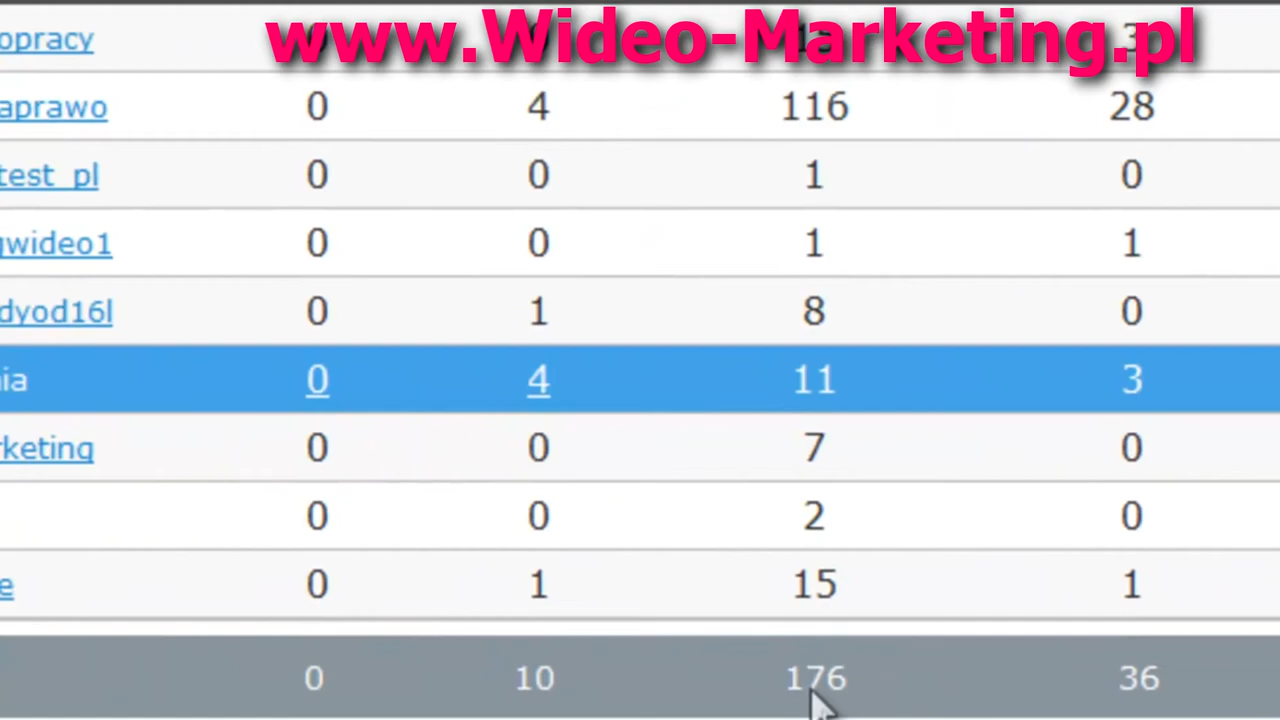 www.Wideo-Marketing.pl
opracy
aprawo 0 4 116 28
test_pl 0 0 1 0
gwideo1 0 0 1 1
dyod16l 0 1 8 0
nia 0 4 11 3
rketing 0 0 7 0
0 0 2 0
e 0 1 15 1
0 10 176 36